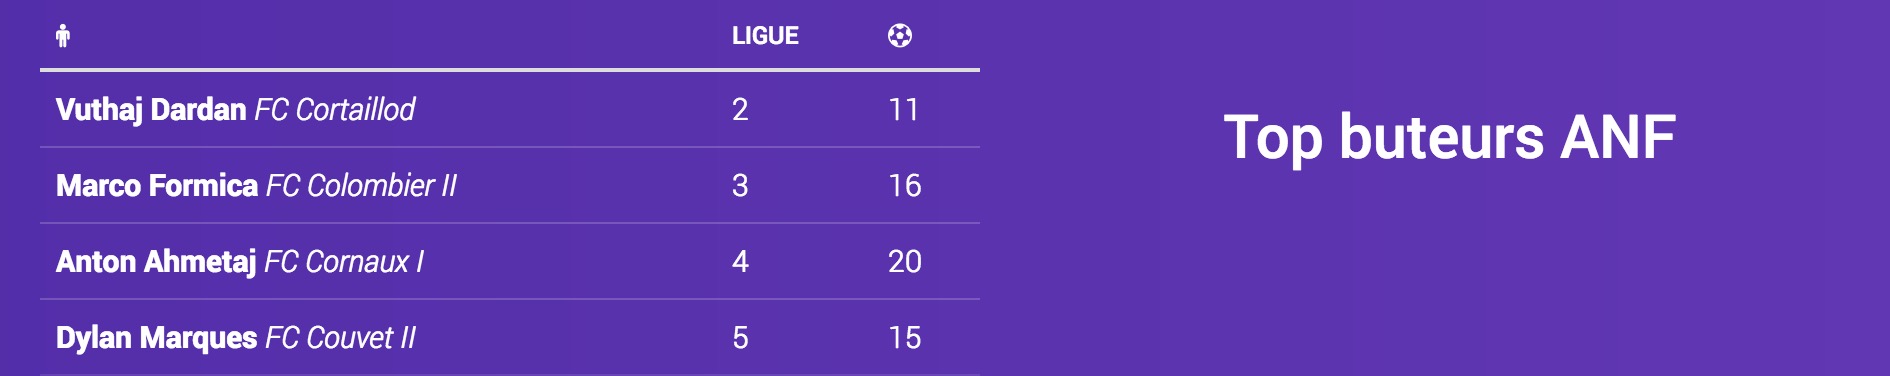 LIGUE
Vuthaj Dardan FC Cortaillod 2 11
Marco Formica FC Colombier II 3 16
Anton Ahmetaj FC Cornaux I 4 20
Dylan Marques FC Couvet II 5 15
Top buteurs ANF